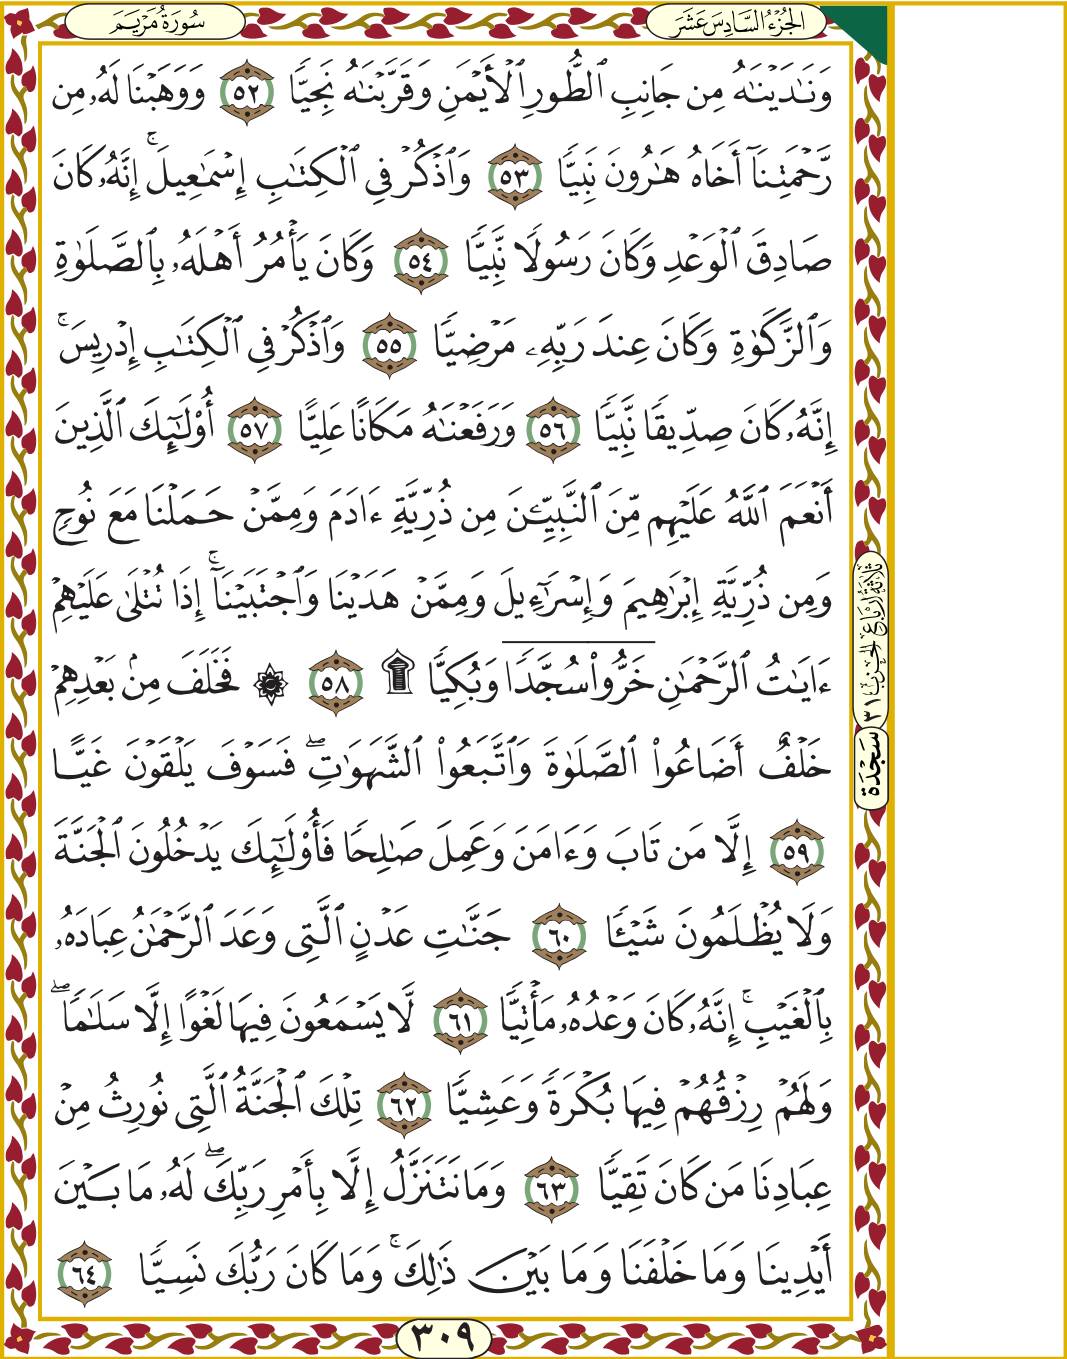 سُورَةُ مَرْيَمَ
الجُزْءُ السَّادِسَ عَشَرَ
وَنَٰدَيْنَٰهُ مِن جَانِبِ ٱلطُّورِ ٱلْأَيْمَنِ وَقَرَّبْنَٰهُ نَجِيًّا ٥٢ وَوَهَبْنَا لَهُۥ مِن
رَّحْمَتِنَآ أَخَاهُ هَٰرُونَ نَبِيًّا ٥٣ وَٱذْكُرْ فِى ٱلْكِتَٰبِ إِسْمَٰعِيلَ ۚ إِنَّهُۥ كَانَ
صَادِقَ ٱلْوَعْدِ وَكَانَ رَسُولًا نَّبِيًّا ٥٤ وَكَانَ يَأْمُرُ أَهْلَهُۥ بِٱلصَّلَوٰةِ
وَٱلزَّكَوٰةِ وَكَانَ عِندَ رَبِّهِۦ مَرْضِيًّا ٥٥ وَٱذْكُرْ فِى ٱلْكِتَٰبِ إِدْرِيسَ ۚ
إِنَّهُۥ كَانَ صِدِّيقًا نَّبِيًّا ٥٦ وَرَفَعْنَٰهُ مَكَانًا عَلِيًّا ٥٧ أُو۟لَٰٓئِكَ ٱلَّذِينَ
أَنْعَمَ ٱللَّهُ عَلَيْهِم مِّنَ ٱلنَّبِيِّـۧنَ مِن ذُرِّيَّةِ ءَادَمَ وَمِمَّنْ حَمَلْنَا مَعَ نُوحٍ
وَمِن ذُرِّيَّةِ إِبْرَٰهِيمَ وَإِسْرَٰٓءِيلَ وَمِمَّنْ هَدَيْنَا وَٱجْتَبَيْنَآ ۚ إِذَا تُتْلَىٰ عَلَيْهِمْ
ءَايَٰتُ ٱلرَّحْمَٰنِ خَرُّوا۟ سُجَّدًا وَبُكِيًّا ۩ ٥٨ ۞ فَخَلَفَ مِنۢ بَعْدِهِمْ
خَلْفٌ أَضَاعُوا۟ ٱلصَّلَوٰةَ وَٱتَّبَعُوا۟ ٱلشَّهَوَٰتِ ۖ فَسَوْفَ يَلْقَوْنَ غَيًّا
٥٩ إِلَّا مَن تَابَ وَءَامَنَ وَعَمِلَ صَٰلِحًا فَأُو۟لَٰٓئِكَ يَدْخُلُونَ ٱلْجَنَّةَ
وَلَا يُظْلَمُونَ شَيْـًٔا ٦٠ جَنَّٰتِ عَدْنٍ ٱلَّتِى وَعَدَ ٱلرَّحْمَٰنُ عِبَادَهُۥ
بِٱلْغَيْبِ ۚ إِنَّهُۥ كَانَ وَعْدُهُۥ مَأْتِيًّا ٦١ لَّا يَسْمَعُونَ فِيهَا لَغْوًا إِلَّا سَلَٰمًا ۖ
وَلَهُمْ رِزْقُهُمْ فِيهَا بُكْرَةً وَعَشِيًّا ٦٢ تِلْكَ ٱلْجَنَّةُ ٱلَّتِى نُورِثُ مِنْ
عِبَادِنَا مَن كَانَ تَقِيًّا ٦٣ وَمَا نَتَنَزَّلُ إِلَّا بِأَمْرِ رَبِّكَ ۖ لَهُۥ مَا بَيْنَ
أَيْدِينَا وَمَا خَلْفَنَا وَمَا بَيْنَ ذَٰلِكَ ۚ وَمَا كَانَ رَبُّكَ نَسِيًّا ٦٤
ثَلَاثَةُ أَرْبَاعِ الحِزْبِ ٣١
سَجْدَة
٣٠٩